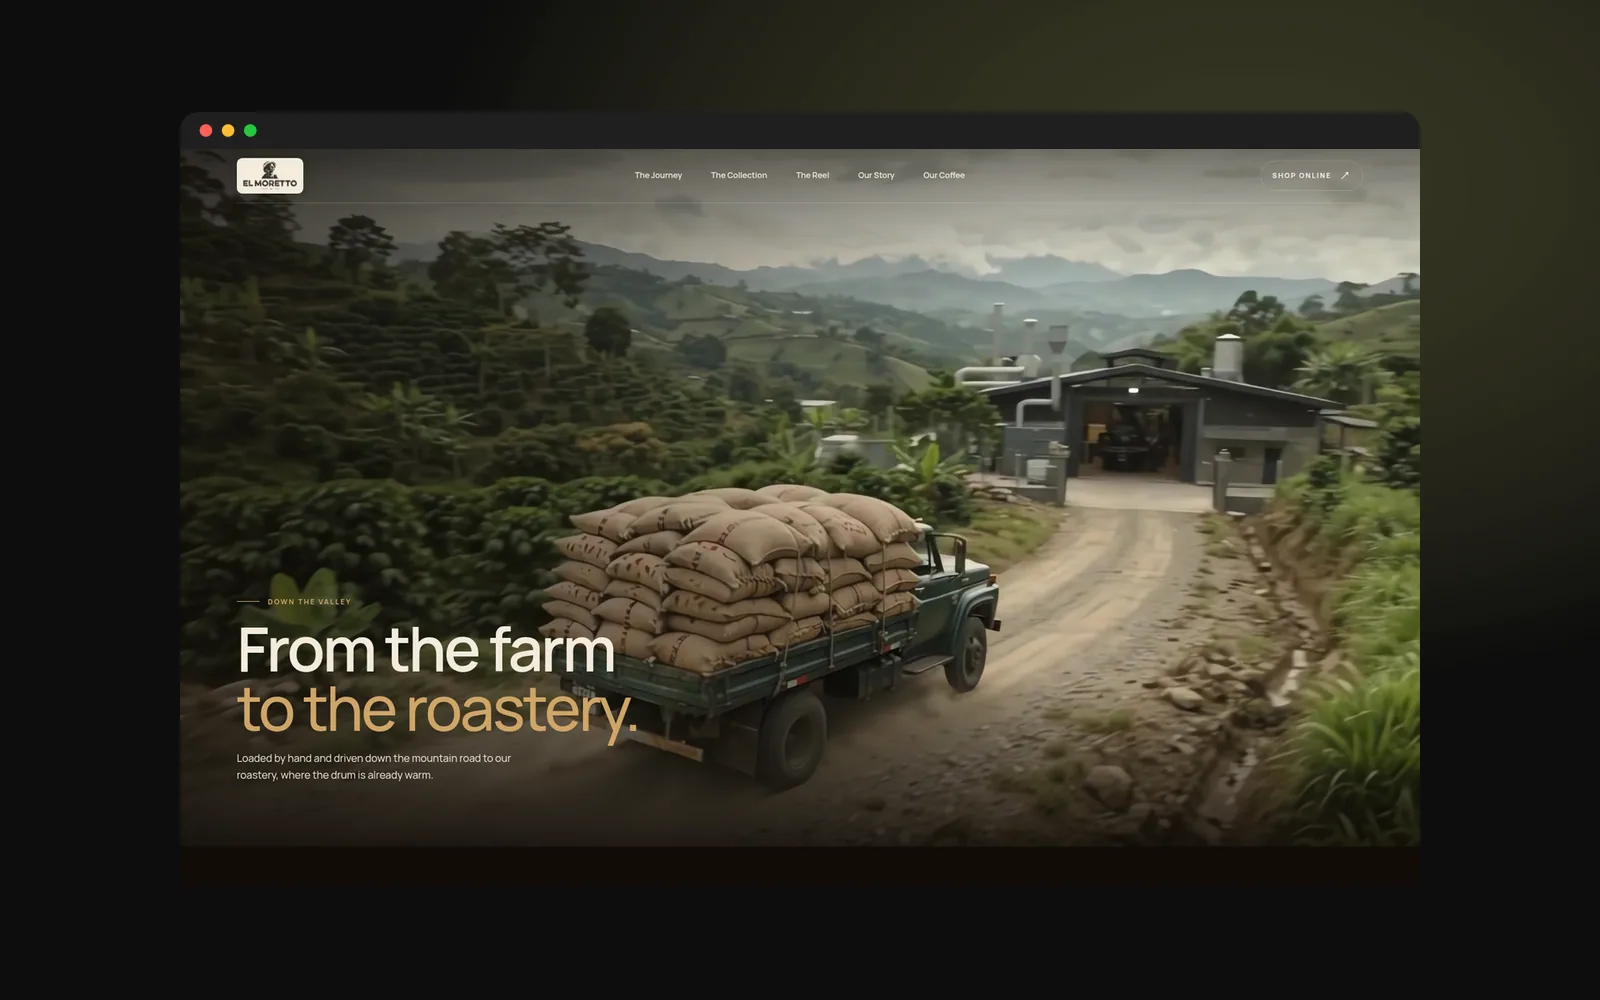 EL MORETTO
The Journey
The Collection
The Reel
Our Story
Our Coffee
SHOP ONLINE
DOWN THE VALLEY
From the farm
to the roastery.
Loaded by hand and driven down the mountain road to our
roastery, where the drum is already warm.